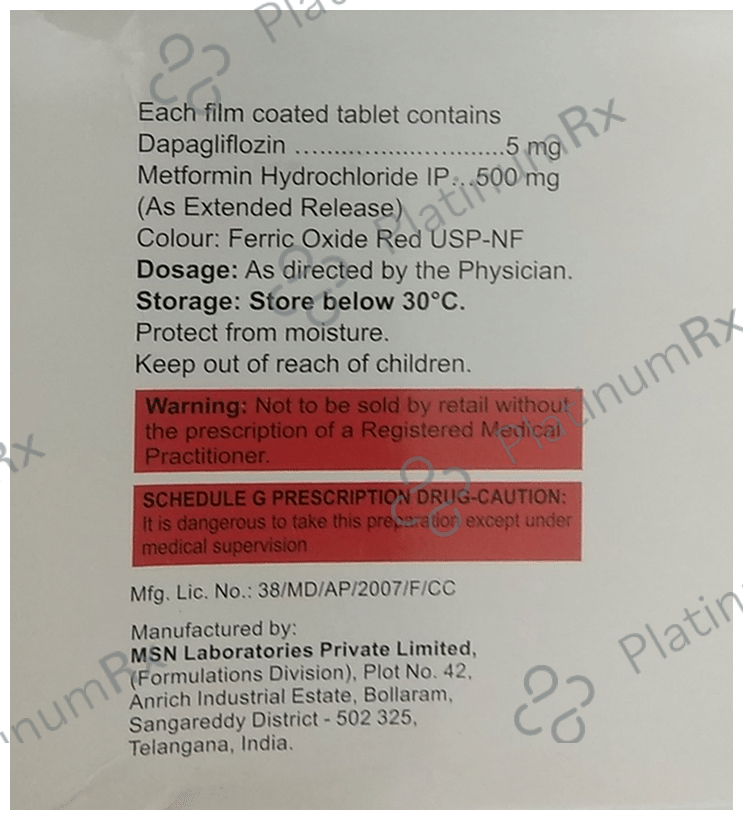 Each film coated tablet contains
Dapagliflozin ..............................5 mg
Metformin Hydrochloride IP...500 mg
(As Extended Release)
Colour: Ferric Oxide Red USP-NF
Dosage: As directed by the Physician.
Storage: Store below 30°C.
Protect from moisture.
Keep out of reach of children.
Warning: Not to be sold by retail without
the prescription of a Registered Medical
Practitioner.
SCHEDULE G PRESCRIPTION DRUG-CAUTION:
It is dangerous to take this preparation except under
medical supervision
Mfg. Lic. No.: 38/MD/AP/2007/F/CC
Manufactured by:
MSN Laboratories Private Limited,
(Formulations Division), Plot No. 42,
Anrich Industrial Estate, Bollaram,
Sangareddy District - 502 325,
Telangana, India.
PlatinumRx
PlatinumRx